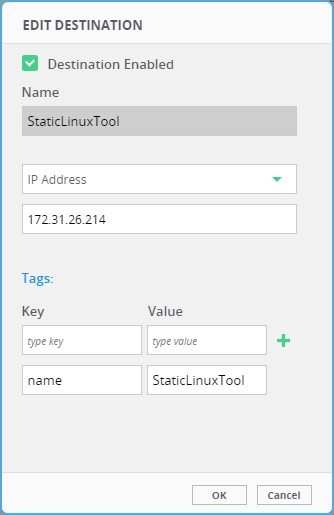 EDIT DESTINATION
Destination Enabled
Name
StaticLinuxTool
IP Address
172.31.26.214
Tags:
Key Value
type key type value
name StaticLinuxTool
OK Cancel